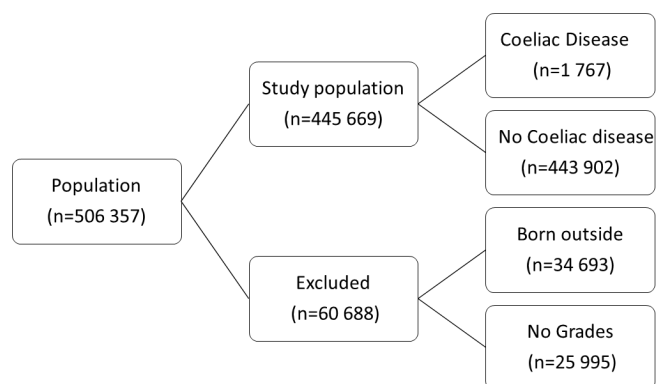 Population
(n=506 357)
Study population
(n=445 669)
Excluded
(n=60 688)
Coeliac Disease
(n=1 767)
No Coeliac disease
(n=443 902)
Born outside
(n=34 693)
No Grades
(n=25 995)